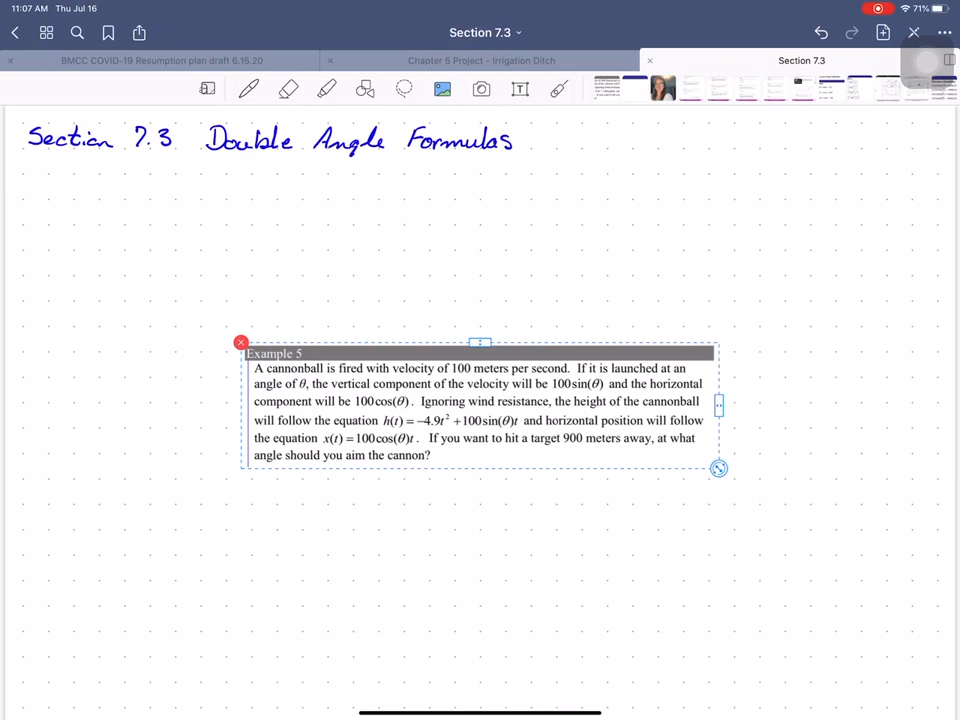 11:07 AM Thu Jul 16
71%
Section 7.3
BMCC COVID-19 Resumption plan draft 6.15.20
Chapter 5 Project - Irrigation Ditch
Section 7.3
Section 7.3 Double Angle Formulas
Example 5
A cannonball is fired with velocity of 100 meters per second. If it is launched at an
angle of θ, the vertical component of the velocity will be 100sin(θ) and the horizontal
component will be 100cos(θ). Ignoring wind resistance, the height of the cannonball
will follow the equation h(t) = −4.9t² + 100sin(θ)t and horizontal position will follow
the equation x(t) = 100cos(θ)t. If you want to hit a target 900 meters away, at what
angle should you aim the cannon?